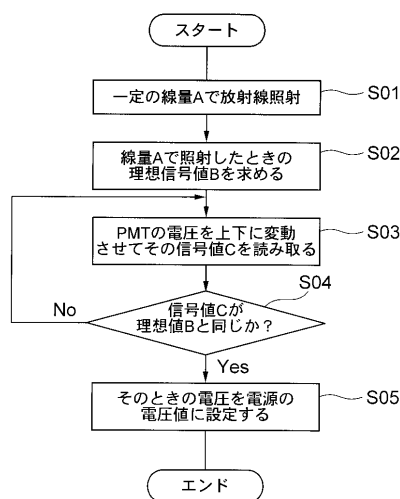 スタート
一定の線量Aで放射線照射
S01
線量Aで照射したときの
理想信号値Bを求める
S02
PMTの電圧を上下に変動
させてその信号値Cを読み取る
S03
S04
信号値Cが
理想値Bと同じか？
No
Yes
そのときの電圧を電源の
電圧値に設定する
S05
エンド